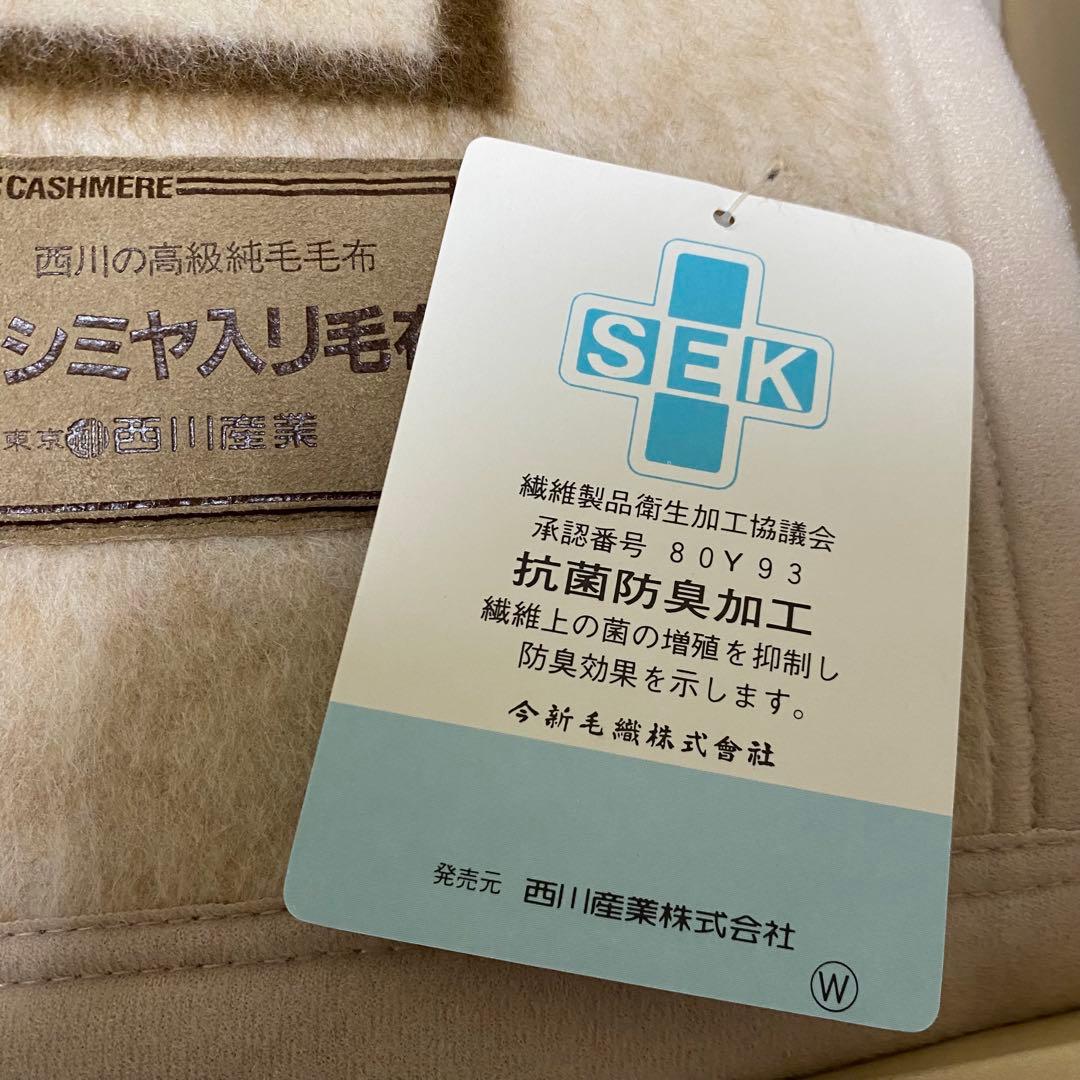 CASHMERE
西川の高級純毛毛布
シミヤ入リ毛布
東京 西川産業
SEK
繊維製品衛生加工協議会
承認番号 80Y93
抗菌防臭加工
繊維上の菌の増殖を抑制し
防臭効果を示します。
今新毛織株式會社
発売元 西川産業株式会社
W